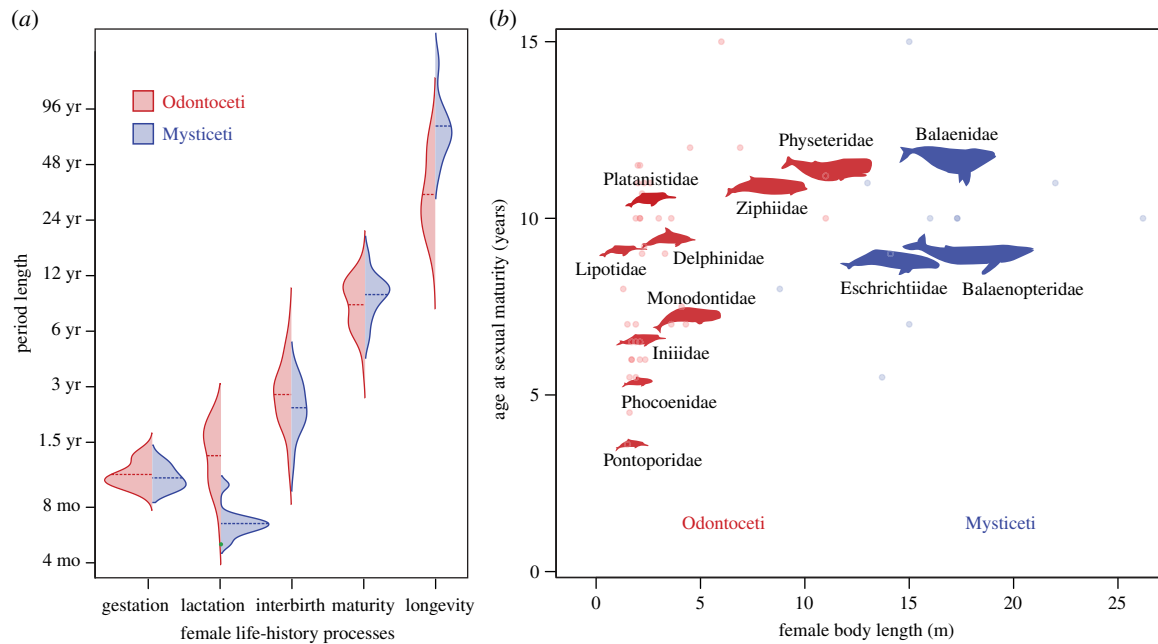 (a)
96 yr
48 yr
24 yr
12 yr
6 yr
3 yr
1.5 yr
8 mo
4 mo
period length
Odontoceti
Mysticeti
gestation lactation interbirth maturity longevity
female life-history processes
(b)
15
10
5
0
age at sexual maturity (years)
Physeteridae
Balaenidae
Platanistidae
Ziphiidae
Lipotidae
Delphinidae
Eschrichtiidae
Balaenopteridae
Monodontidae
Iniiidae
Phocoenidae
Pontoporidae
Odontoceti
Mysticeti
0 5 10 15 20 25
female body length (m)